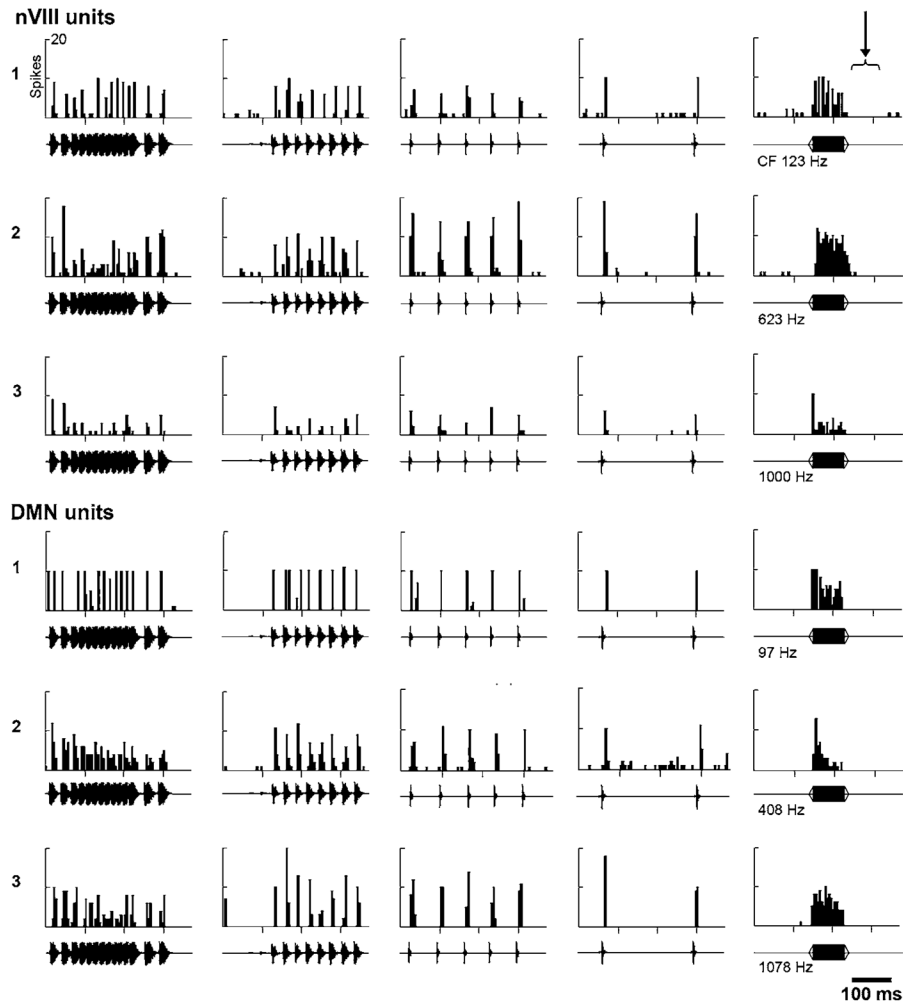 nVIII units
20
Spikes
1
CF 123 Hz
2
623 Hz
3
1000 Hz
DMN units
1
97 Hz
2
408 Hz
3
1078 Hz
100 ms